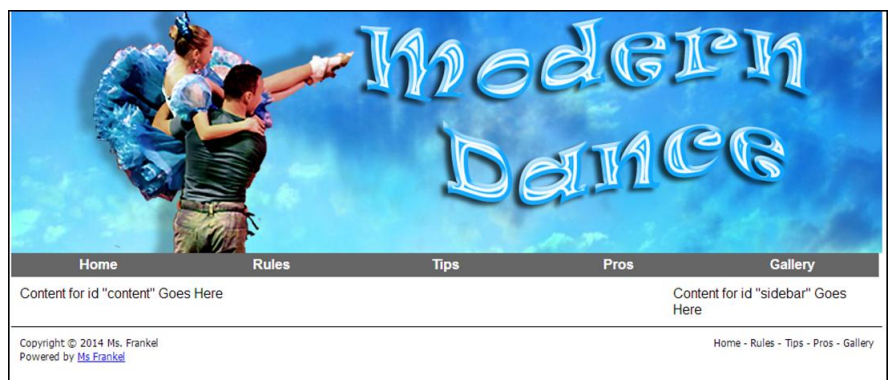 Modern
Dance
Home Rules Tips Pros Gallery
Content for id "content" Goes Here
Content for id "sidebar" Goes
Here
Copyright © 2014 Ms. Frankel
Powered by Ms Frankel
Home - Rules - Tips - Pros - Gallery